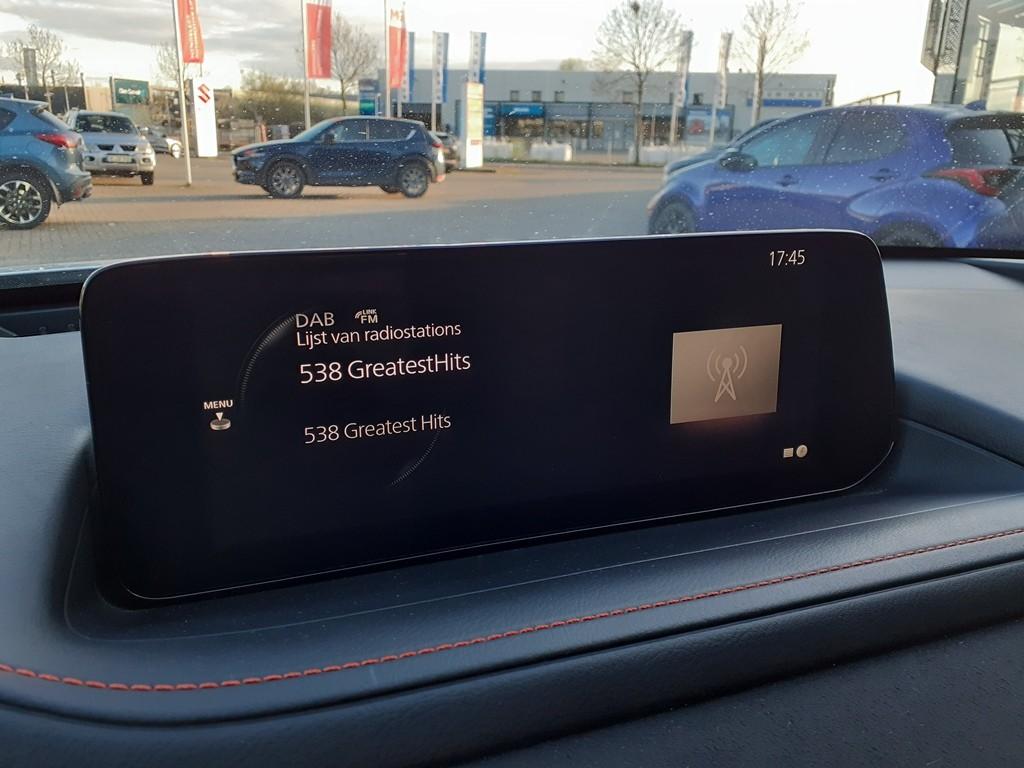 17:45
DAB
LINK
FM
Lijst van radiostations
538 GreatestHits
MENU
538 Greatest Hits